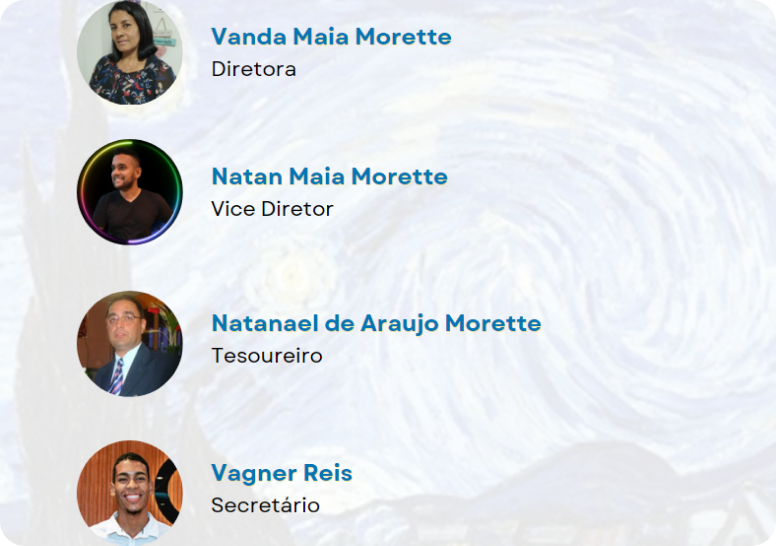 Vanda Maia Morette
Diretora
Natan Maia Morette
Vice Diretor
Natanael de Araujo Morette
Tesoureiro
Vagner Reis
Secretário